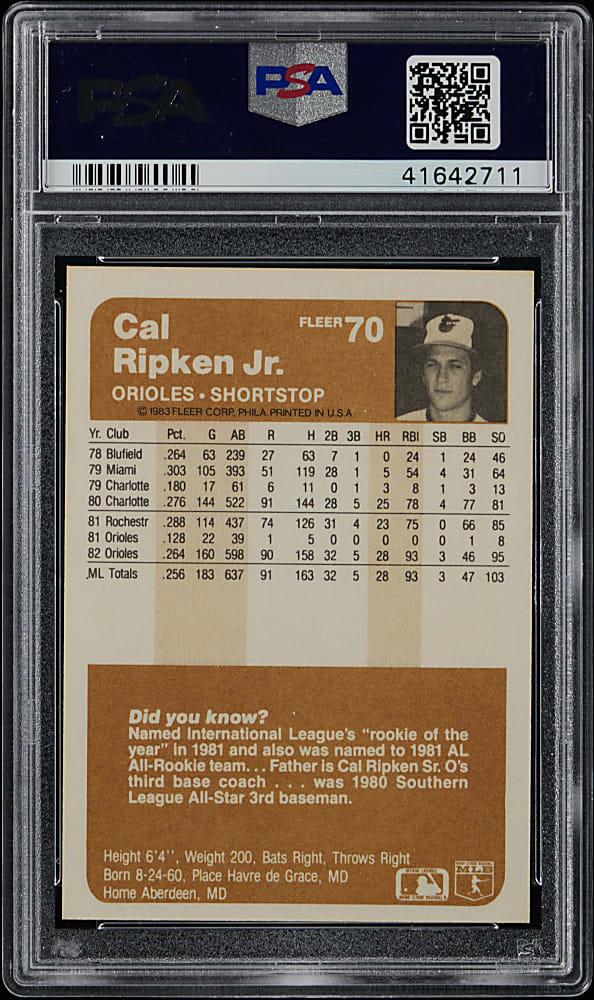 PSA
PSA
41642711
Cal
Ripken Jr.
FLEER 70
ORIOLES • SHORTSTOP
© 1983 FLEER CORP., PHILA. PRINTED IN U.S.A.
Yr. Club Pct. G AB R H 2B 3B HR RBI SB BB SO
78 Blufield .264 63 239 27 63 7 1 0 24 1 24 46
79 Miami .303 105 393 51 119 28 1 5 54 4 31 64
79 Charlotte .180 17 61 6 11 0 1 3 8 1 3 13
80 Charlotte .276 144 522 91 144 28 5 25 78 4 77 81
81 Rochestr .288 114 437 74 126 31 4 23 75 0 66 85
81 Orioles .128 22 39 1 5 0 0 0 0 0 1 8
82 Orioles .264 160 598 90 158 32 5 28 93 3 46 95
ML Totals .256 183 637 91 163 32 5 28 93 3 47 103
Did you know?
Named International League's "rookie of the
year" in 1981 and also was named to 1981 AL
All-Rookie team... Father is Cal Ripken Sr. O's
third base coach . . . was 1980 Southern
League All-Star 3rd baseman.
Height 6'4'', Weight 200, Bats Right, Throws Right
Born 8-24-60, Place Havre de Grace, MD
Home Aberdeen, MD
MLB